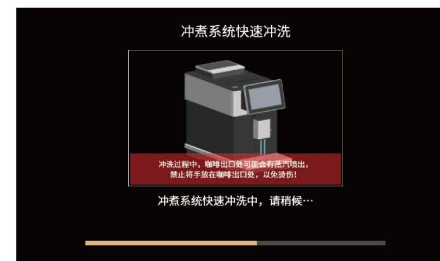 冲煮系统快速冲洗
冲洗过程中，咖啡出口处可能会有蒸汽喷出，
禁止将手放在咖啡出口处，以免烫伤！
冲煮系统快速冲洗中，请稍候…